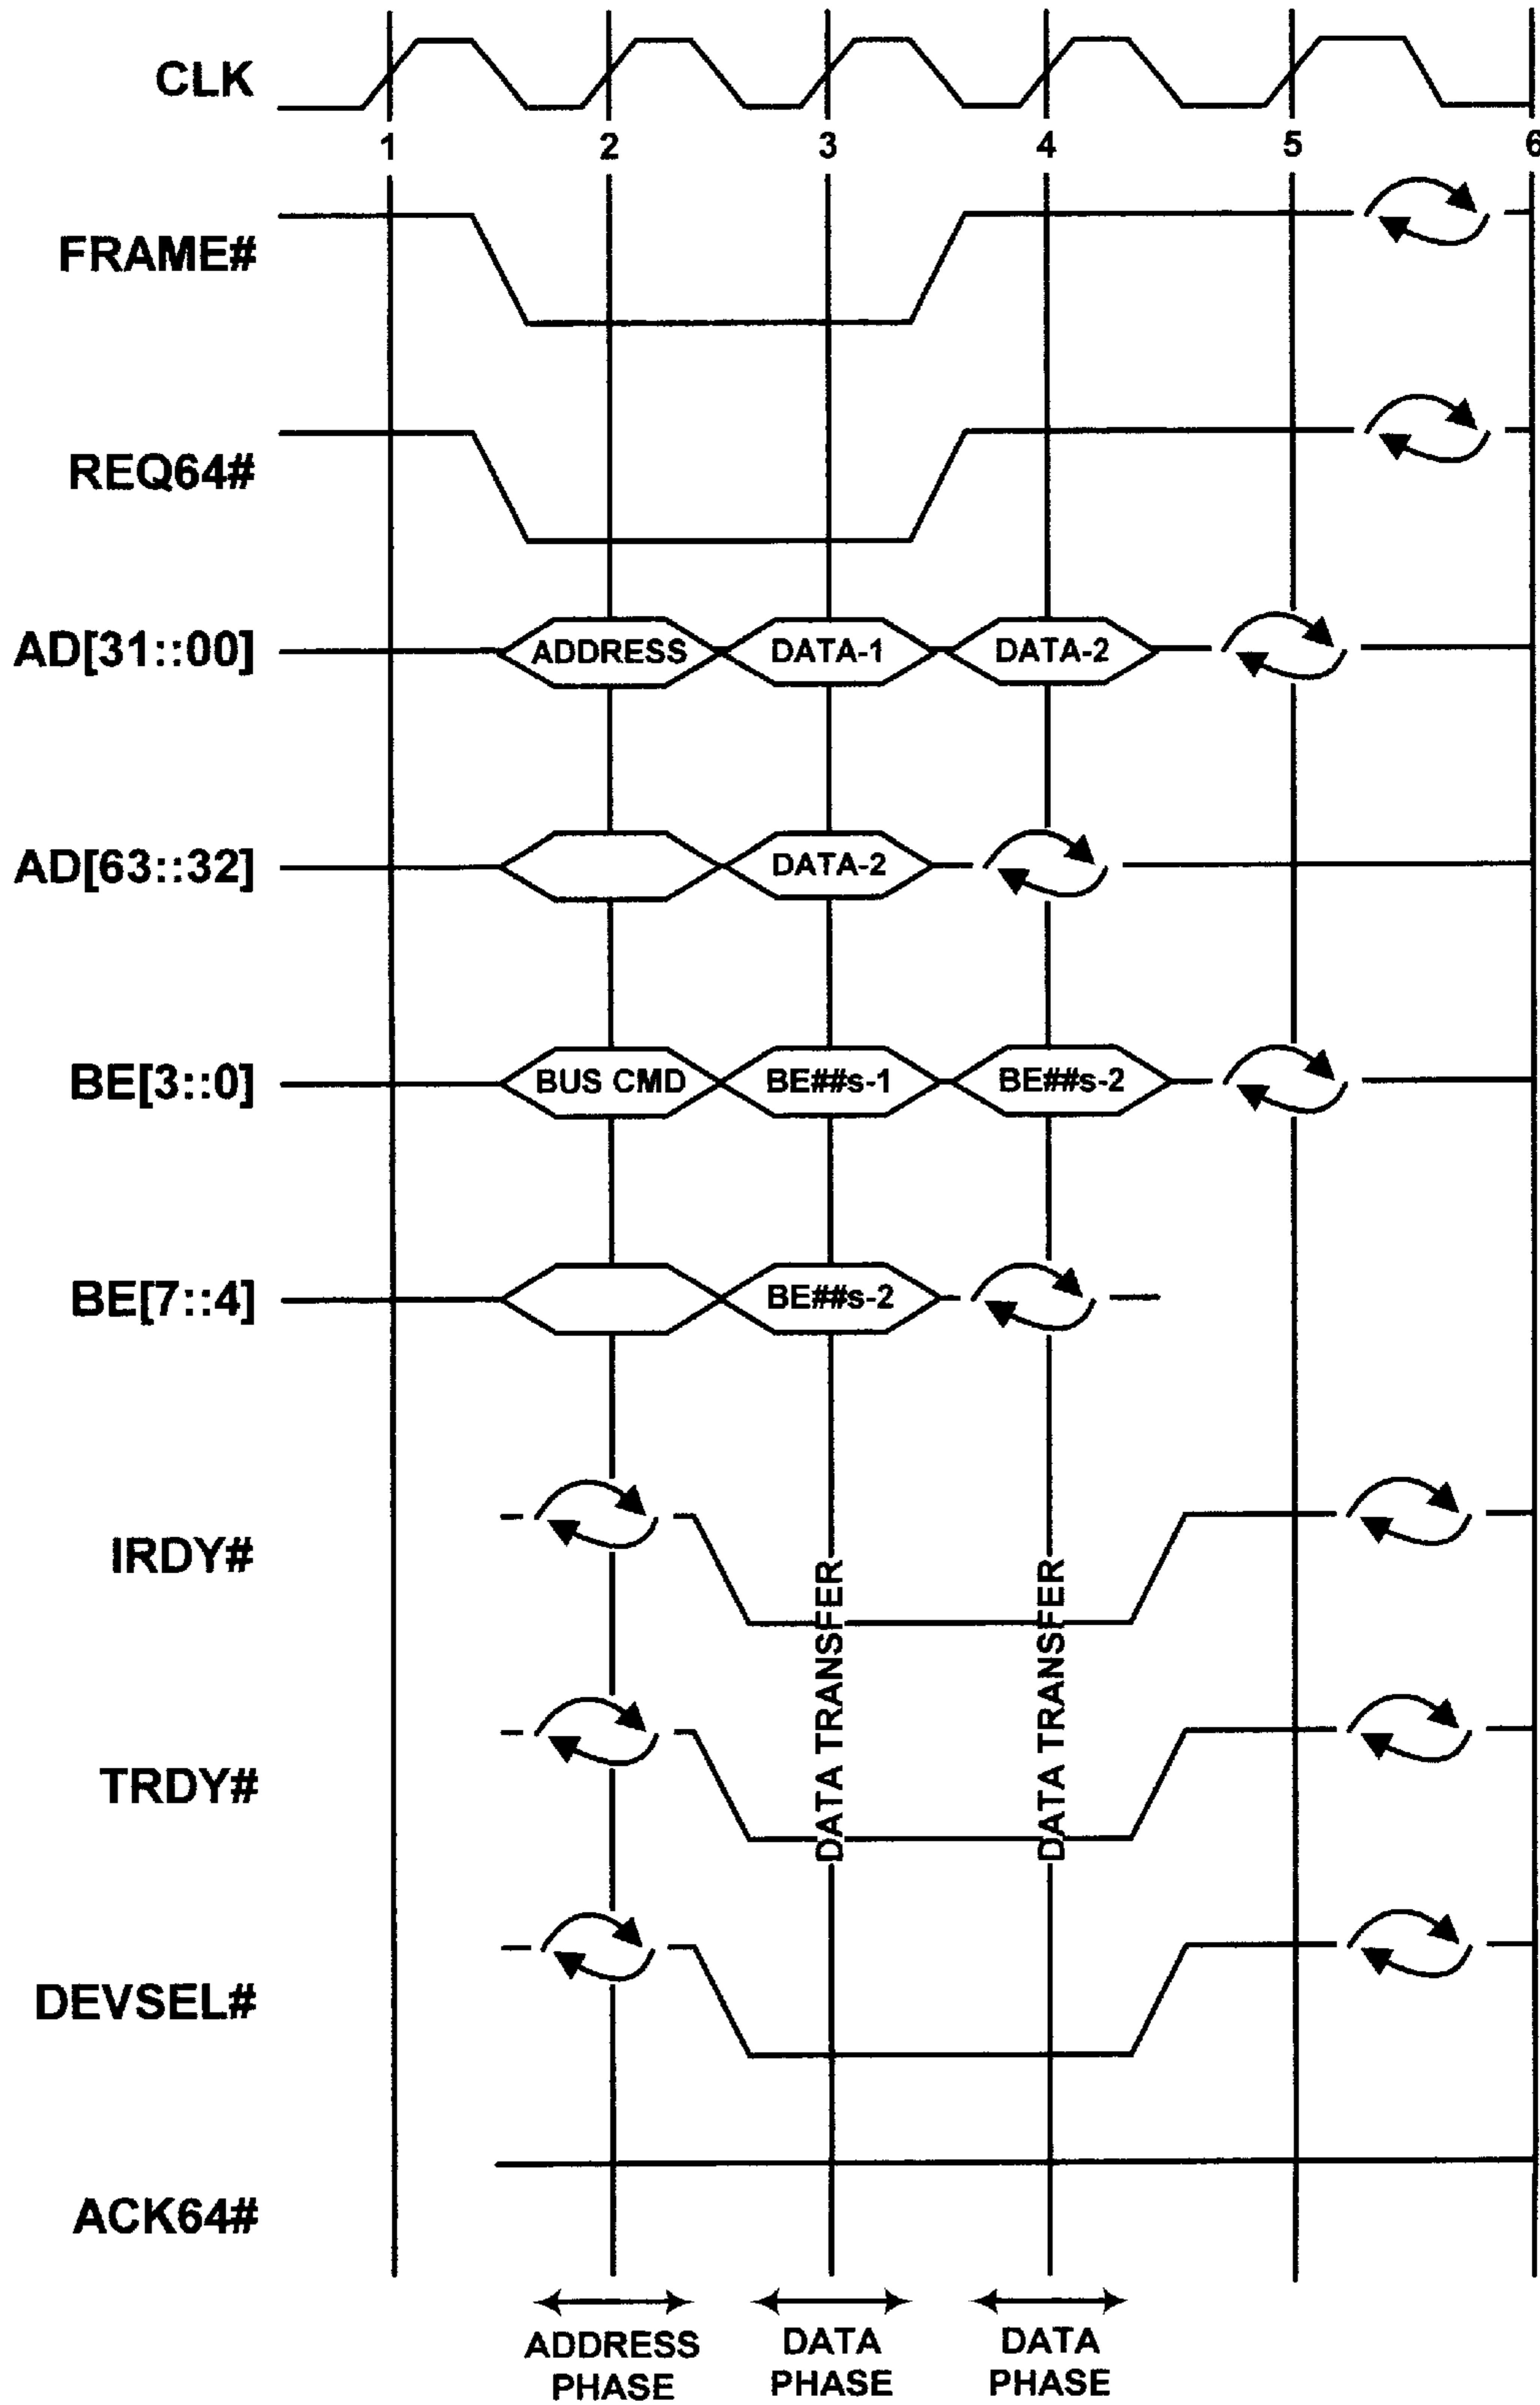 CLK
1 2 3 4 5 6
FRAME#
REQ64#
AD[31::00] ADDRESS DATA-1 DATA-2
AD[63::32] DATA-2
BE[3::0] BUS CMD BE##s-1 BE##s-2
BE[7::4] BE##s-2
IRDY#
DATA TRANSFER
DATA TRANSFER
TRDY#
DEVSEL#
ACK64#
ADDRESS PHASE
DATA PHASE
DATA PHASE